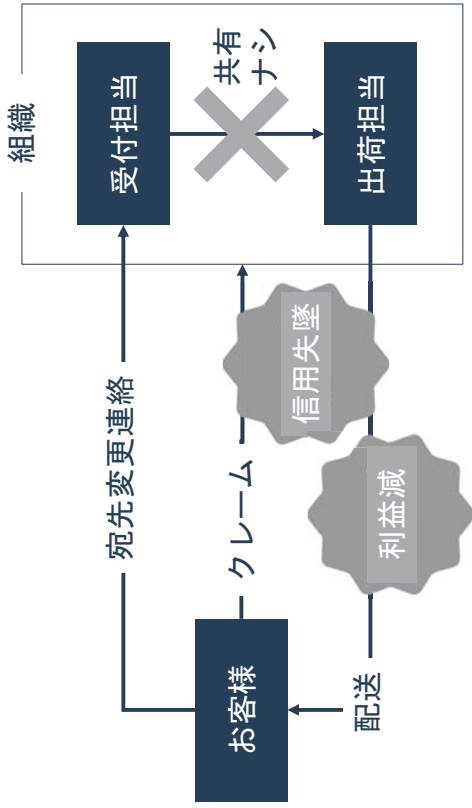 組織
受付担当
共有
ナシ
出荷担当
宛先変更連絡
クレーム
信用失墜
利益減
お客様
配送